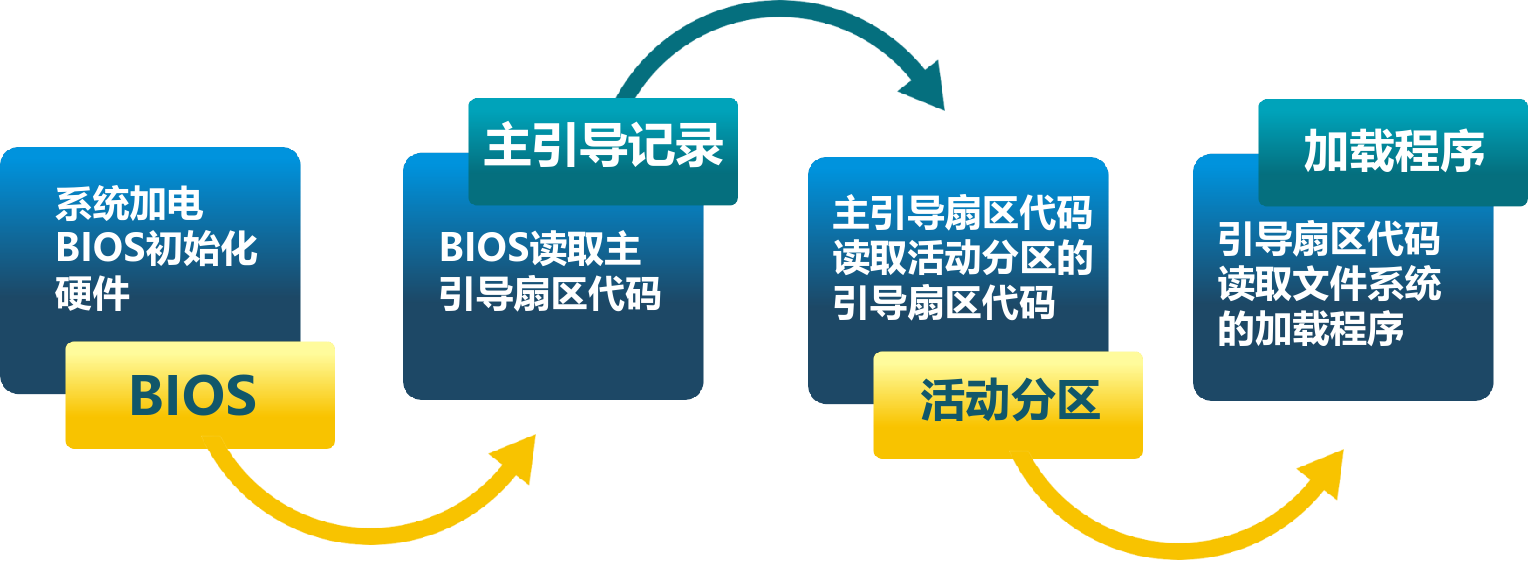 系统加电
BIOS初始化
硬件
BIOS
主引导记录
BIOS读取主
引导扇区代码
主引导扇区代码
读取活动分区的
引导扇区代码
活动分区
加载程序
引导扇区代码
读取文件系统
的加载程序